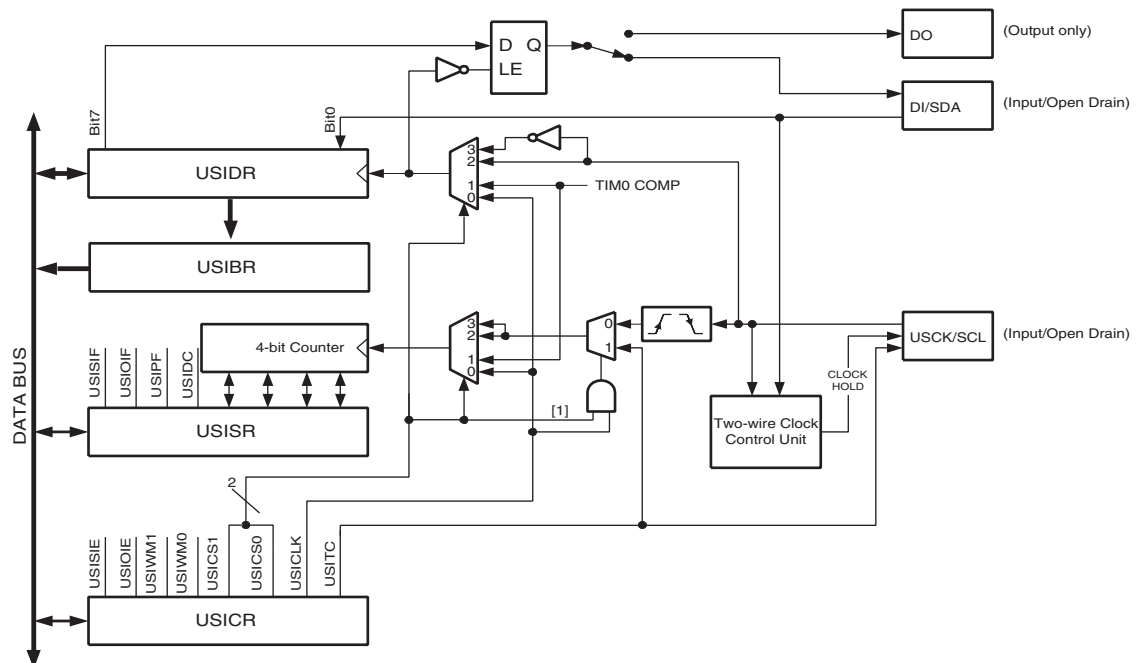 D Q
LE
DO
(Output only)
DI/SDA
(Input/Open Drain)
Bit7
Bit0
USIDR
3
2
1
0
TIM0 COMP
USIBR
DATA BUS
4-bit Counter
3
2
1
0
0
1
USCK/SCL
(Input/Open Drain)
CLOCK
HOLD
USISIF
USIOIF
USIPF
USIDC
[1]
USISR
Two-wire Clock
Control Unit
2
USISIE
USIOIE
USIWM1
USIWM0
USICS1
USICS0
USICLK
USITC
USICR